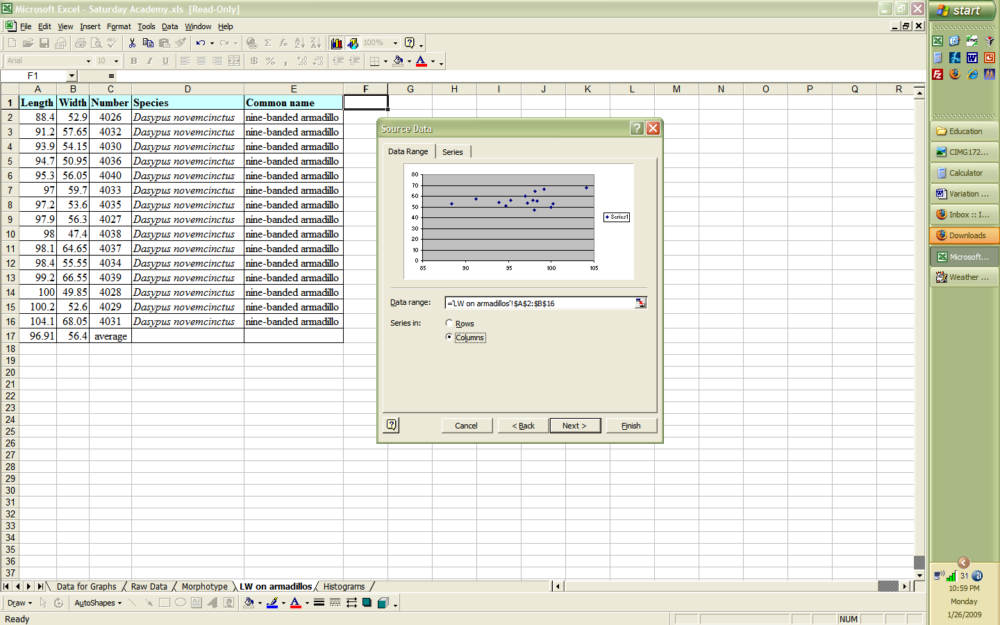 Microsoft Excel - Saturday Academy.xls [Read-Only]
File Edit View Insert Format Tools Data Window Help
100%
Arial 10 B I U $ % ,
F1 =
A B C D E F G H I J K L M N O P Q R
1 Length Width Number Species Common name
2 88.4 52.9 4026 Dasypus novemcinctus nine-banded armadillo
3 91.2 57.65 4032 Dasypus novemcinctus nine-banded armadillo
4 93.9 54.15 4030 Dasypus novemcinctus nine-banded armadillo
5 94.7 50.95 4036 Dasypus novemcinctus nine-banded armadillo
6 95.3 56.05 4040 Dasypus novemcinctus nine-banded armadillo
7 97 59.7 4033 Dasypus novemcinctus nine-banded armadillo
8 97.2 53.6 4035 Dasypus novemcinctus nine-banded armadillo
9 97.9 56.3 4027 Dasypus novemcinctus nine-banded armadillo
10 98 47.4 4038 Dasypus novemcinctus nine-banded armadillo
11 98.1 64.65 4037 Dasypus novemcinctus nine-banded armadillo
12 98.4 55.55 4034 Dasypus novemcinctus nine-banded armadillo
13 99.2 66.55 4039 Dasypus novemcinctus nine-banded armadillo
14 100 49.85 4028 Dasypus novemcinctus nine-banded armadillo
15 100.2 52.6 4029 Dasypus novemcinctus nine-banded armadillo
16 104.1 68.05 4031 Dasypus novemcinctus nine-banded armadillo
17 96.91 56.4 average
18
19
20
21
22
23
24
25
26
27
28
29
30
31
32
33
34
35
36
37
Source Data
Data Range Series
80
70
60
50
40
30
20
10
0
85 90 95 100 105
Series1
Data range: ='LW on armadillos'!$A$2:$B$16
Series in: Rows
Columns
Cancel < Back Next > Finish
Data for Graphs Raw Data Morphotype LW on armadillos Histograms
Draw AutoShapes
Ready NUM
start
Education
CIMG172...
Calculator
Variation ...
Inbox :: I...
Downloads
Microsoft...
Weather ...
31
10:59 PM
Monday
1/26/2009